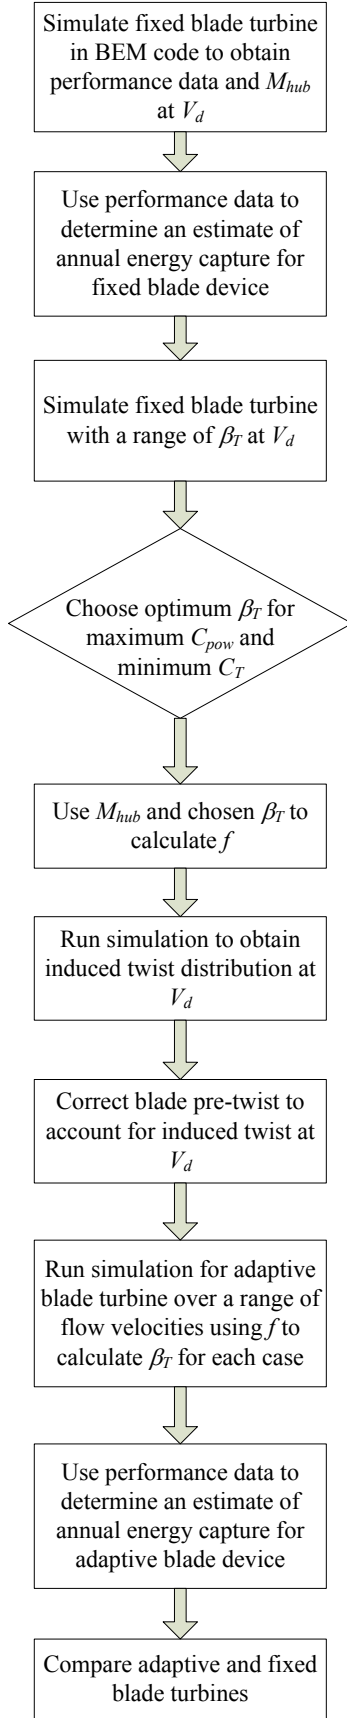 Simulate fixed blade turbine
in BEM code to obtain
performance data and M_hub
at V_d
Use performance data to
determine an estimate of
annual energy capture for
fixed blade device
Simulate fixed blade turbine
with a range of β_T at V_d
Choose optimum β_T for
maximum C_pow and
minimum C_T
Use M_hub and chosen β_T to
calculate f
Run simulation to obtain
induced twist distribution at
V_d
Correct blade pre-twist to
account for induced twist at
V_d
Run simulation for adaptive
blade turbine over a range of
flow velocities using f to
calculate β_T for each case
Use performance data to
determine an estimate of
annual energy capture for
adaptive blade device
Compare adaptive and fixed
blade turbines